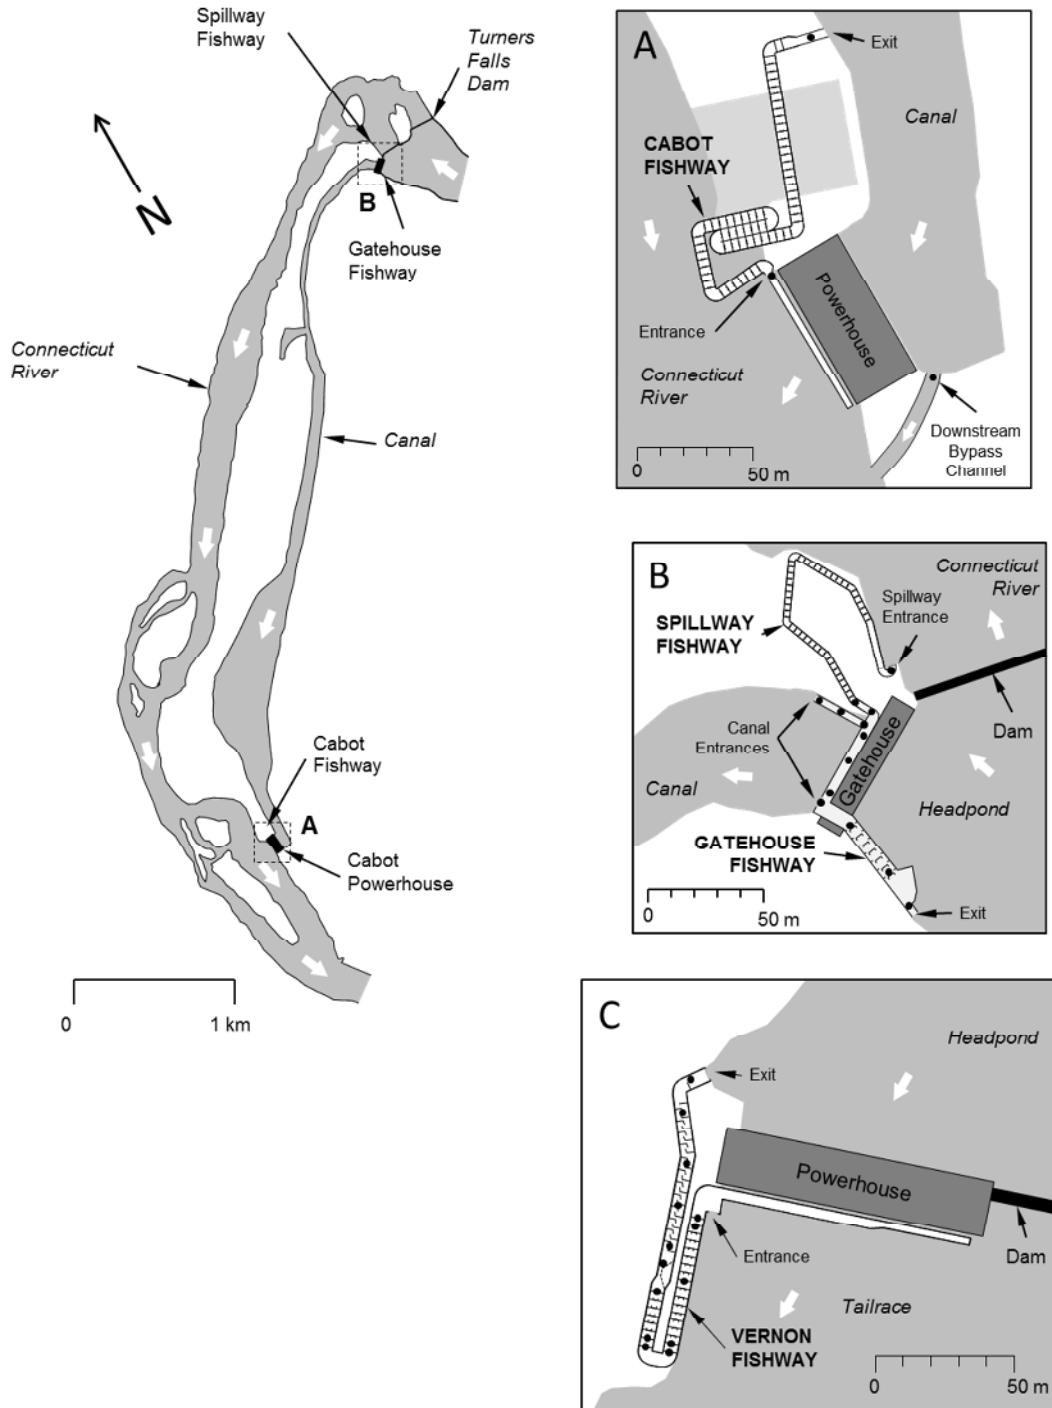 Spillway
Fishway
Turners
Falls
Dam
N
B
Gatehouse
Fishway
Connecticut
River
Canal
Cabot
Fishway
A
Cabot
Powerhouse
0
1 km
A
Exit
Canal
CABOT
FISHWAY
Powerhouse
Entrance
Connecticut
River
Downstream
Bypass
Channel
0
50 m
B
Connecticut
River
Spillway
Entrance
SPILLWAY
FISHWAY
Dam
Canal
Entrances
Gatehouse
Canal
Headpond
GATEHOUSE
FISHWAY
Exit
0
50 m
C
Headpond
Exit
Powerhouse
Dam
Entrance
Tailrace
VERNON
FISHWAY
0
50 m